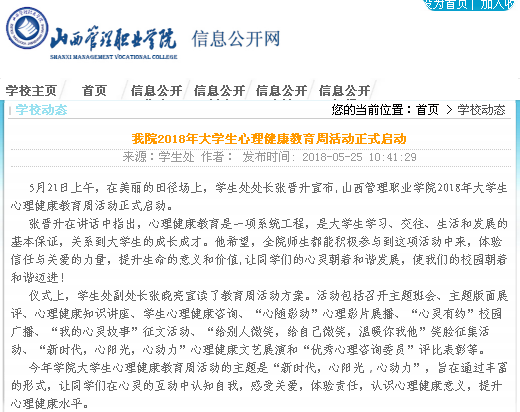 设为首页 | 加入收
山西管理职业学院 信息公开网
SHANXI MANAGEMENT VOCATIONAL COLLEGE
学校主页 首页 信息公开 信息公开 信息公开 信息公开
学校动态 您的当前位置：首页 > 学校动态
我院2018年大学生心理健康教育周活动正式启动
来源：学生处 作者： 发布时间：2018-05-25 10:41:29
5月21日上午，在美丽的田径场上，学生处处长张晋升宣布,山西管理职业学院2018年大学生
心理健康教育周活动正式启动。
张晋升在讲话中指出，心理健康教育是一项系统工程，是大学生学习、交往、生活和发展的
基本保证，关系到大学生的成长成才。他希望，全院师生都能积极参与到这项活动中来，体验
信任与关爱的力量，提升生命的意义和价值,让同学们的心灵朝着和谐发展，使我们的校园朝着
和谐迈进！
仪式上，学生处副处长张晓亮宣读了教育周活动方案。活动包括召开主题班会、主题版面展
评、心理健康知识讲座、学生心理健康咨询、“心随影动”心理影片展播、“心灵有约”校园
广播、“我的心灵故事”征文活动、“给别人微笑，给自己微笑，温暖你我他”笑脸征集活
动、“新时代，心阳光，心动力”心理健康文艺展演和“优秀心理咨询委员”评比表彰等。
今年学院大学生心理健康教育周活动的主题是“新时代，心阳光，心动力”，旨在通过丰富
的形式，让同学们在心灵的互动中认知自我，感受关爱，体验责任，认识心理健康意义，提升
心理健康水平。